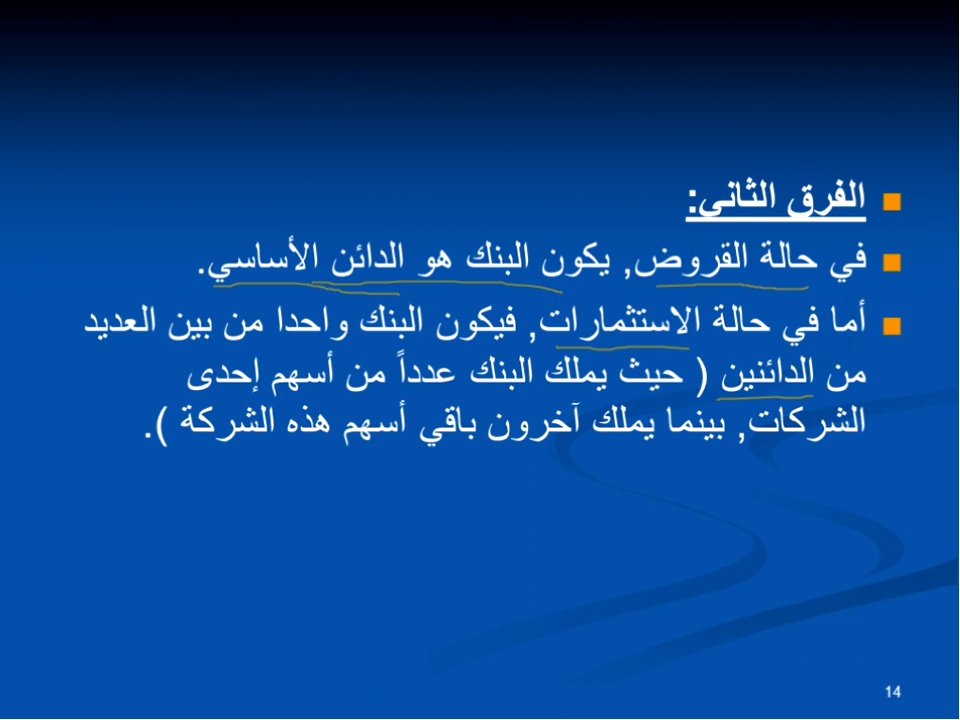 الفرق الثاني:
في حالة القروض, يكون البنك هو الدائن الأساسي.
أما في حالة الاستثمارات, فيكون البنك واحدا من بين العديد
من الدائنين ( حيث يملك البنك عدداً من أسهم إحدى
الشركات, بينما يملك آخرون باقي أسهم هذه الشركة ).
14